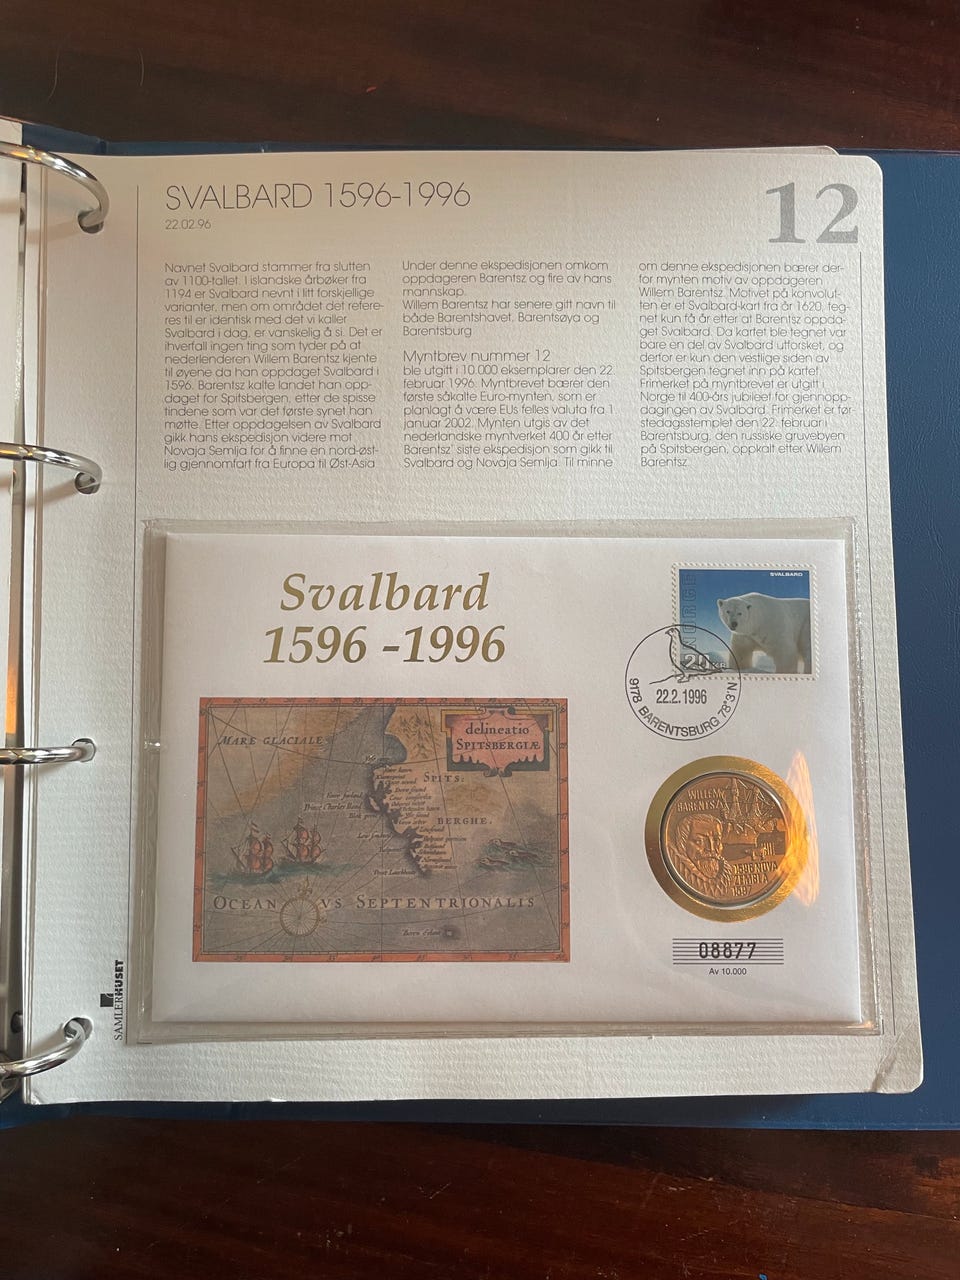 SVALBARD 1596-1996
22.02.96
12
Navnet Svalbard stammer fra slutten
av 1100-tallet. I islandske årbøker fra
1194 er Svalbard nevnt i litt forskjellige
varianter, men om området det refere-
res til er identisk med det vi kaller
Svalbard i dag, er vanskelig å si. Det er
ihverfall ingen ting som tyder på at
nederlenderen Willem Barentsz kjente
til øyene da han oppdaget Svalbard i
1596. Barentsz kalte landet han opp-
daget for Spitsbergen, etter de spisse
tindene som var det første synet han
møtte. Etter oppdagelsen av Svalbard
gikk hans ekspedisjon videre mot
Novaja Semlja for å finne en nord-øst-
lig gjennomfart fra Europa til Øst-Asia
Under denne ekspedisjonen omkom
oppdageren Barentsz og fire av hans
mannskap.
Willem Barentsz har senere gitt navn til
både Barentshavet, Barentsøya og
Barentsburg
Myntbrev nummer 12
ble utgitt i 10.000 eksemplarer den 22.
februar 1996. Myntbrevet bærer den
første såkalte Euro-mynten, som er
planlagt å være EUs felles valuta fra 1
januar 2002. Mynten utgis av det
nederlandske myntverket 400 år etter
Barentsz' siste ekspedisjon som gikk til
Svalbard og Novaja Semlja. Til minne
om denne ekspedisjonen bærer der-
for mynten motiv av oppdageren
Willem Barentsz. Motivet på konvolut-
ten er et Svalbard-kart fra år 1620, teg-
net kun få år etter at Barentsz oppda-
get Svalbard. Da kartet ble tegnet var
bare en del av Svalbard utforsket, og
derfor er kun den vestlige siden av
Spitsbergen tegnet inn på kartet
Frimerket på myntbrevet er utgitt i
Norge til 400-års jubileet for gjennopp-
dagingen av Svalbard. Frimerket er før-
stedagsstemplet den 22. februar i
Barentsburg, den russiske gruvebyen
på Spitsbergen, oppkalt etter Willem
Barentsz
Svalbard
1596 -1996
SVALBARD
NORGE
20 KR
22.2.1996
9178 BARENTSBURG 78°3'N
delineatio
SPITSBERGIÆ
MARE GLACIALE
SPITS:
BERGHE.
OCEANVS SEPTENTRIONALIS
WILLEM
BARENTSZ
1596 NOVA
ZEMBLA
08877
Av 10.000
SAMLERHUSET